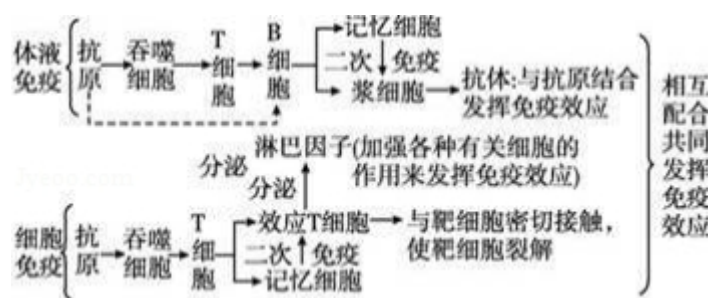 体液免疫
抗原
吞噬细胞
T细胞
B细胞
记忆细胞
二次 免疫
浆细胞
抗体:与抗原结合
发挥免疫效应
分泌
淋巴因子(加强各种有关细胞的
作用来发挥免疫效应)
分泌
细胞免疫
抗原
吞噬细胞
T细胞
效应T细胞
与靶细胞密切接触,
使靶细胞裂解
二次 免疫
记忆细胞
相互
配合
共同
发挥
免疫
效应